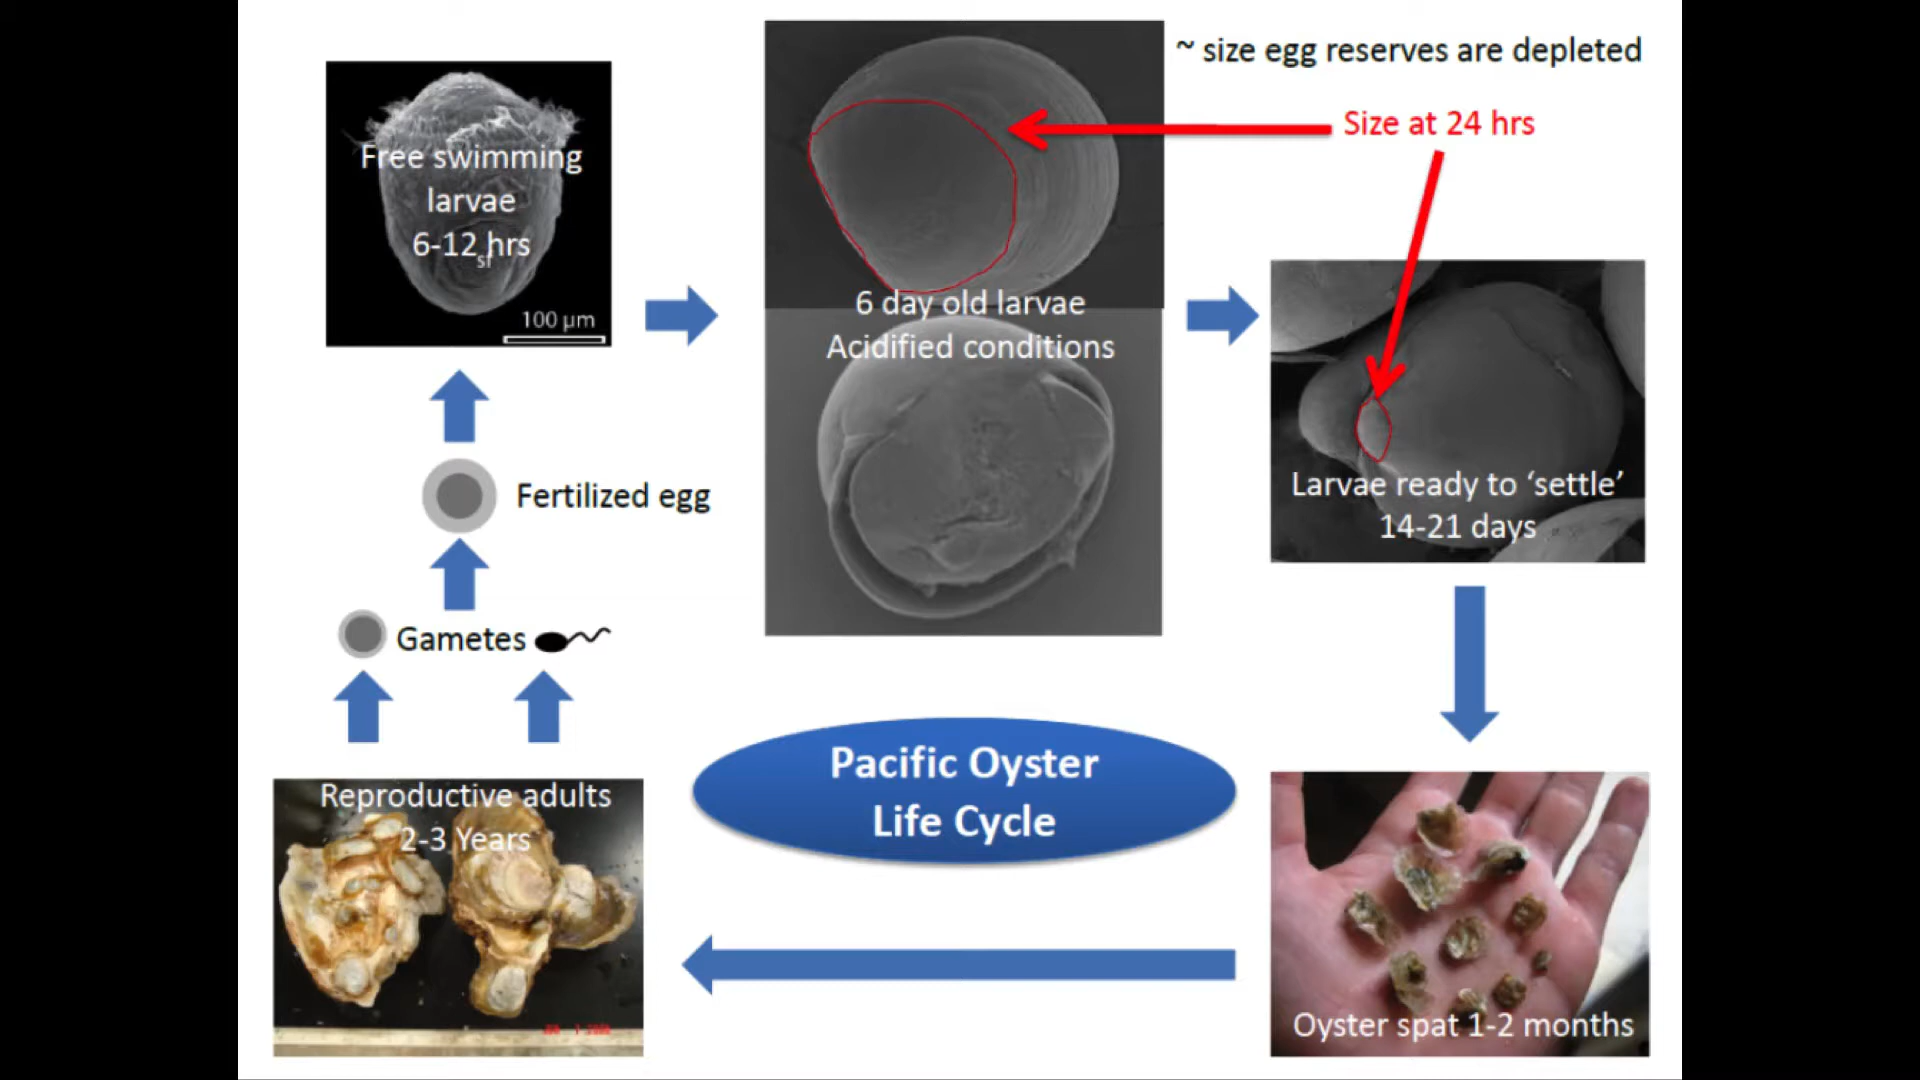 ~ size egg reserves are depleted
Size at 24 hrs
Free swimming
larvae
6-12 hrs
ST
100 µm
6 day old larvae
Acidified conditions
Larvae ready to ‘settle’
14-21 days
Fertilized egg
Gametes
Reproductive adults
2-3 Years
Pacific Oyster
Life Cycle
Oyster spat 1-2 months